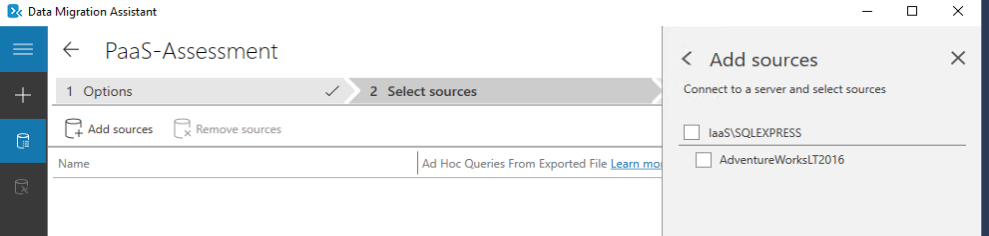 Data Migration Assistant
PaaS-Assessment
1 Options
2 Select sources
Add sources
Remove sources
Name
Ad Hoc Queries From Exported File Learn mo
Add sources
Connect to a server and select sources
IaaS\SQLEXPRESS
AdventureWorksLT2016